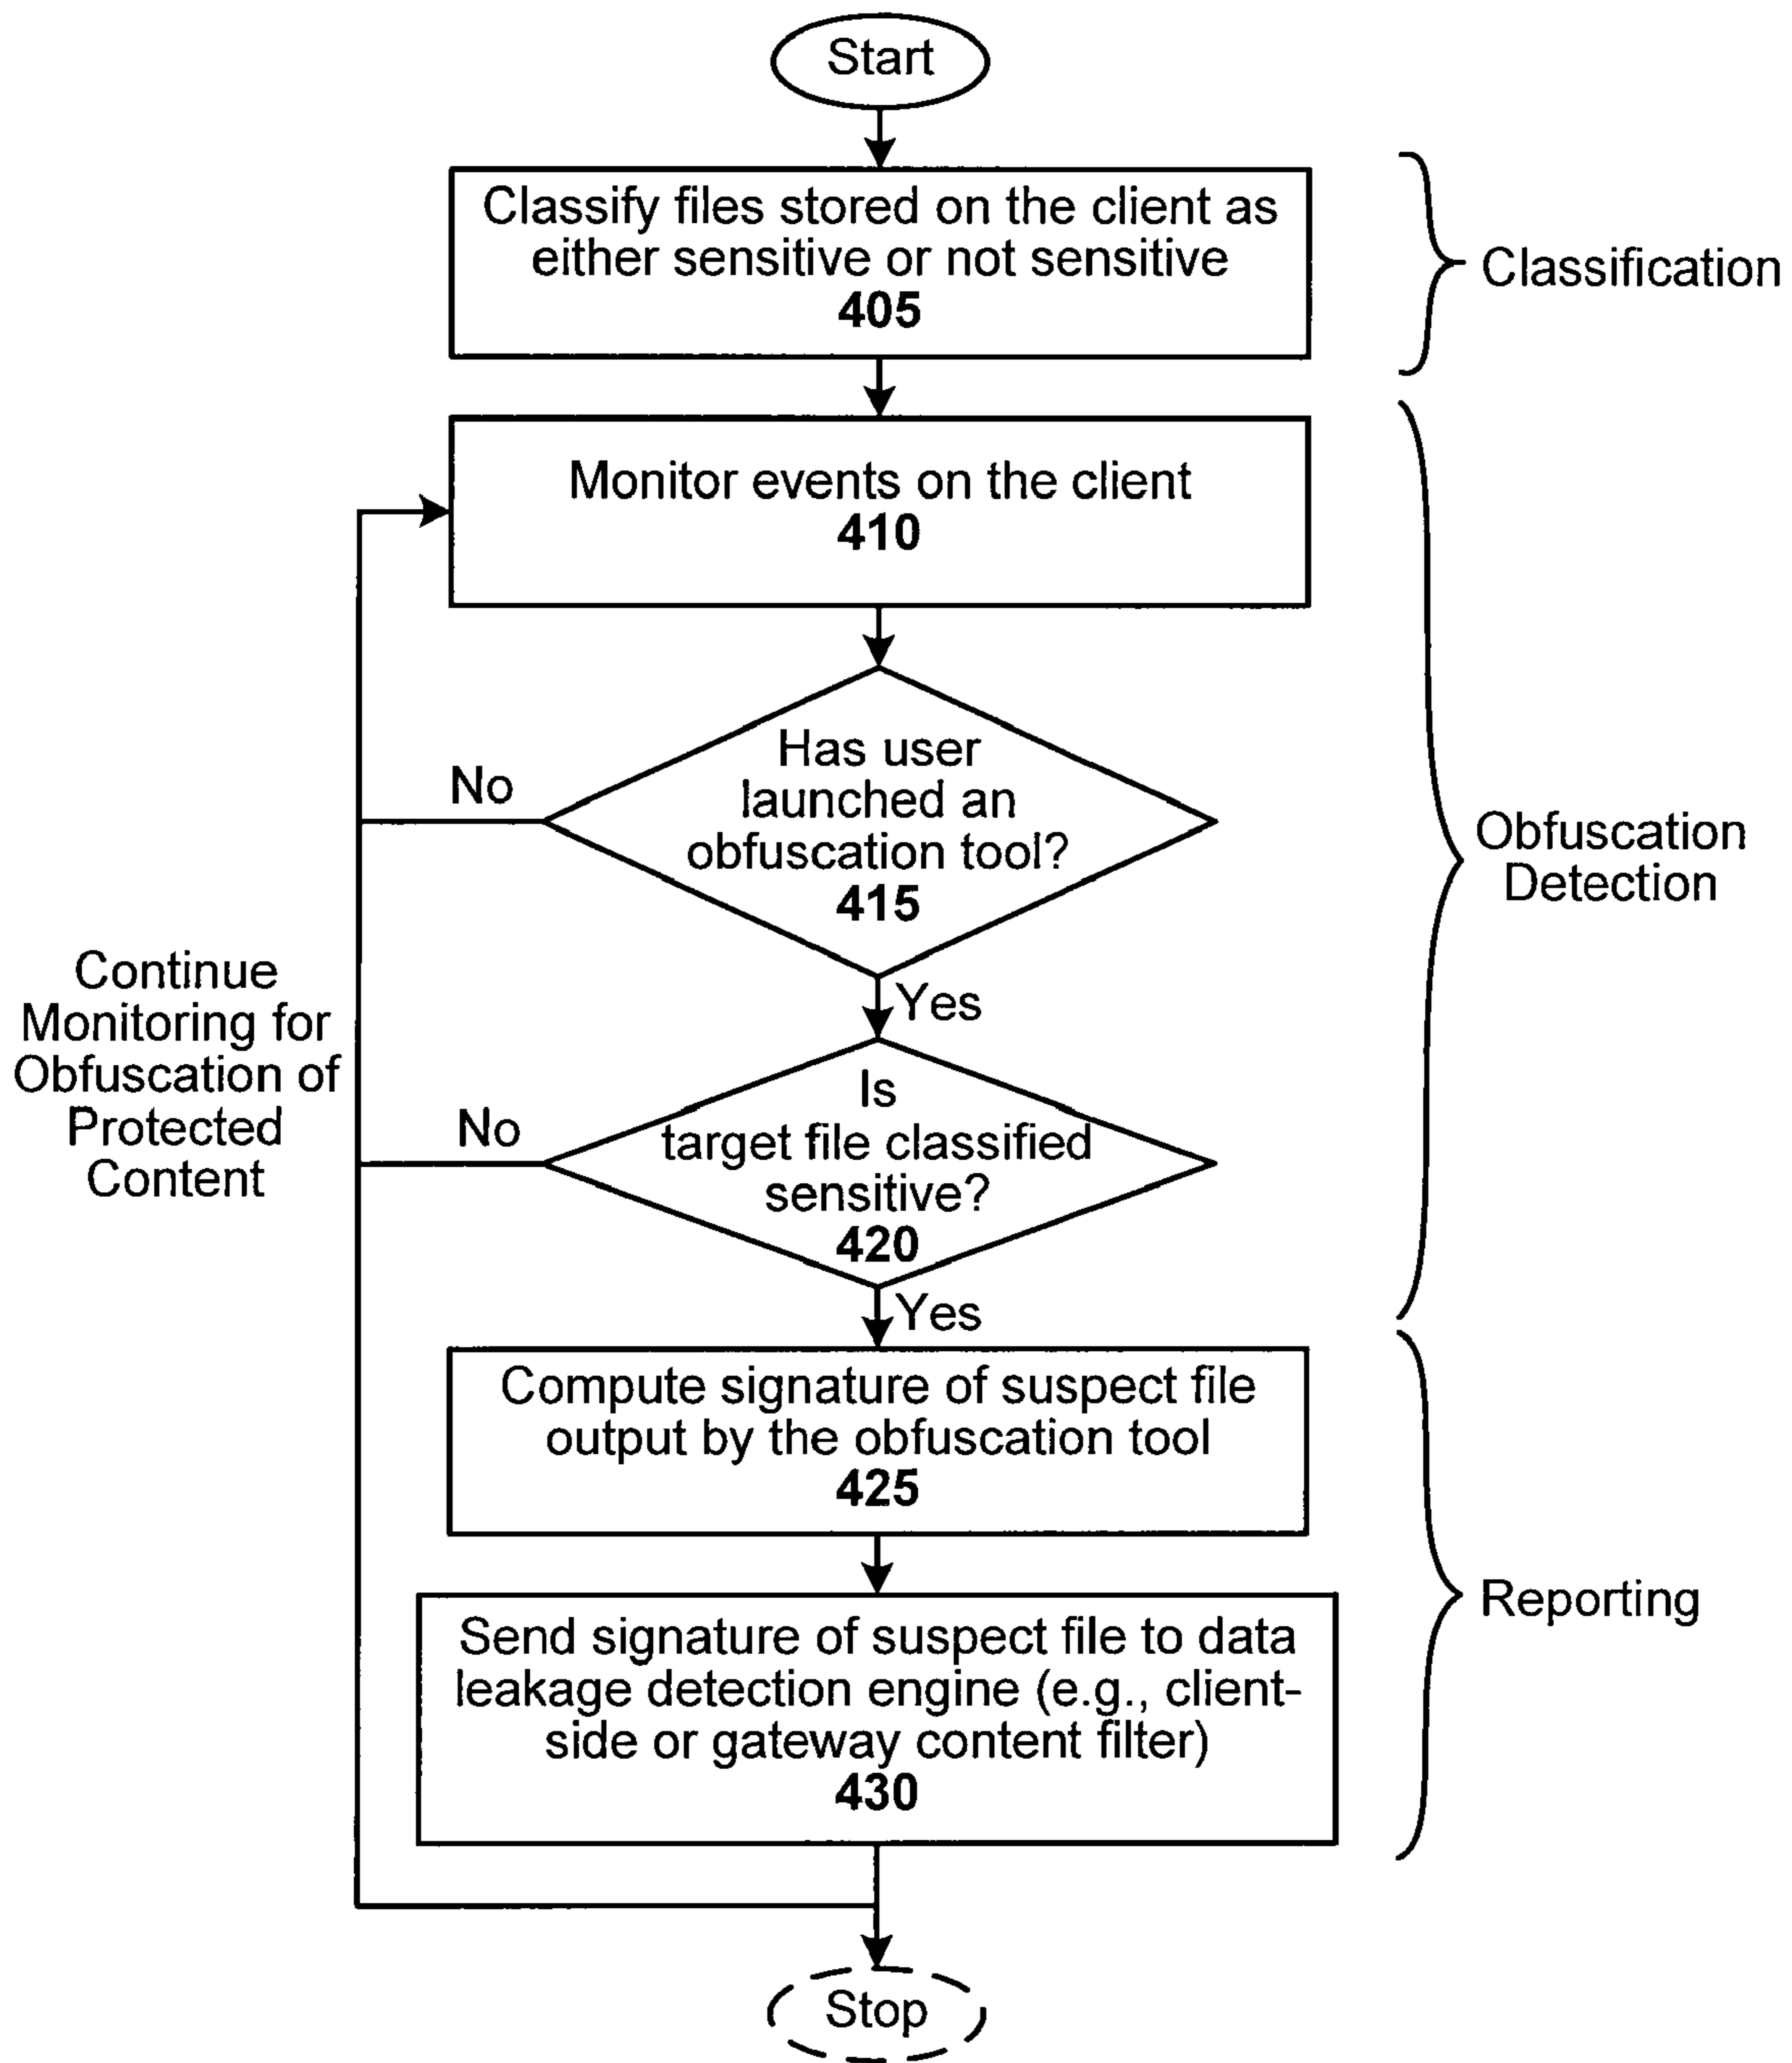 Start
Classify files stored on the client as
either sensitive or not sensitive
405
Classification
Monitor events on the client
410
Has user
launched an
obfuscation tool?
415
No
Yes
Obfuscation
Detection
Continue
Monitoring for
Obfuscation of
Protected
Content
Is
target file classified
sensitive?
420
No
Yes
Compute signature of suspect file
output by the obfuscation tool
425
Send signature of suspect file to data
leakage detection engine (e.g., client-
side or gateway content filter)
430
Reporting
Stop